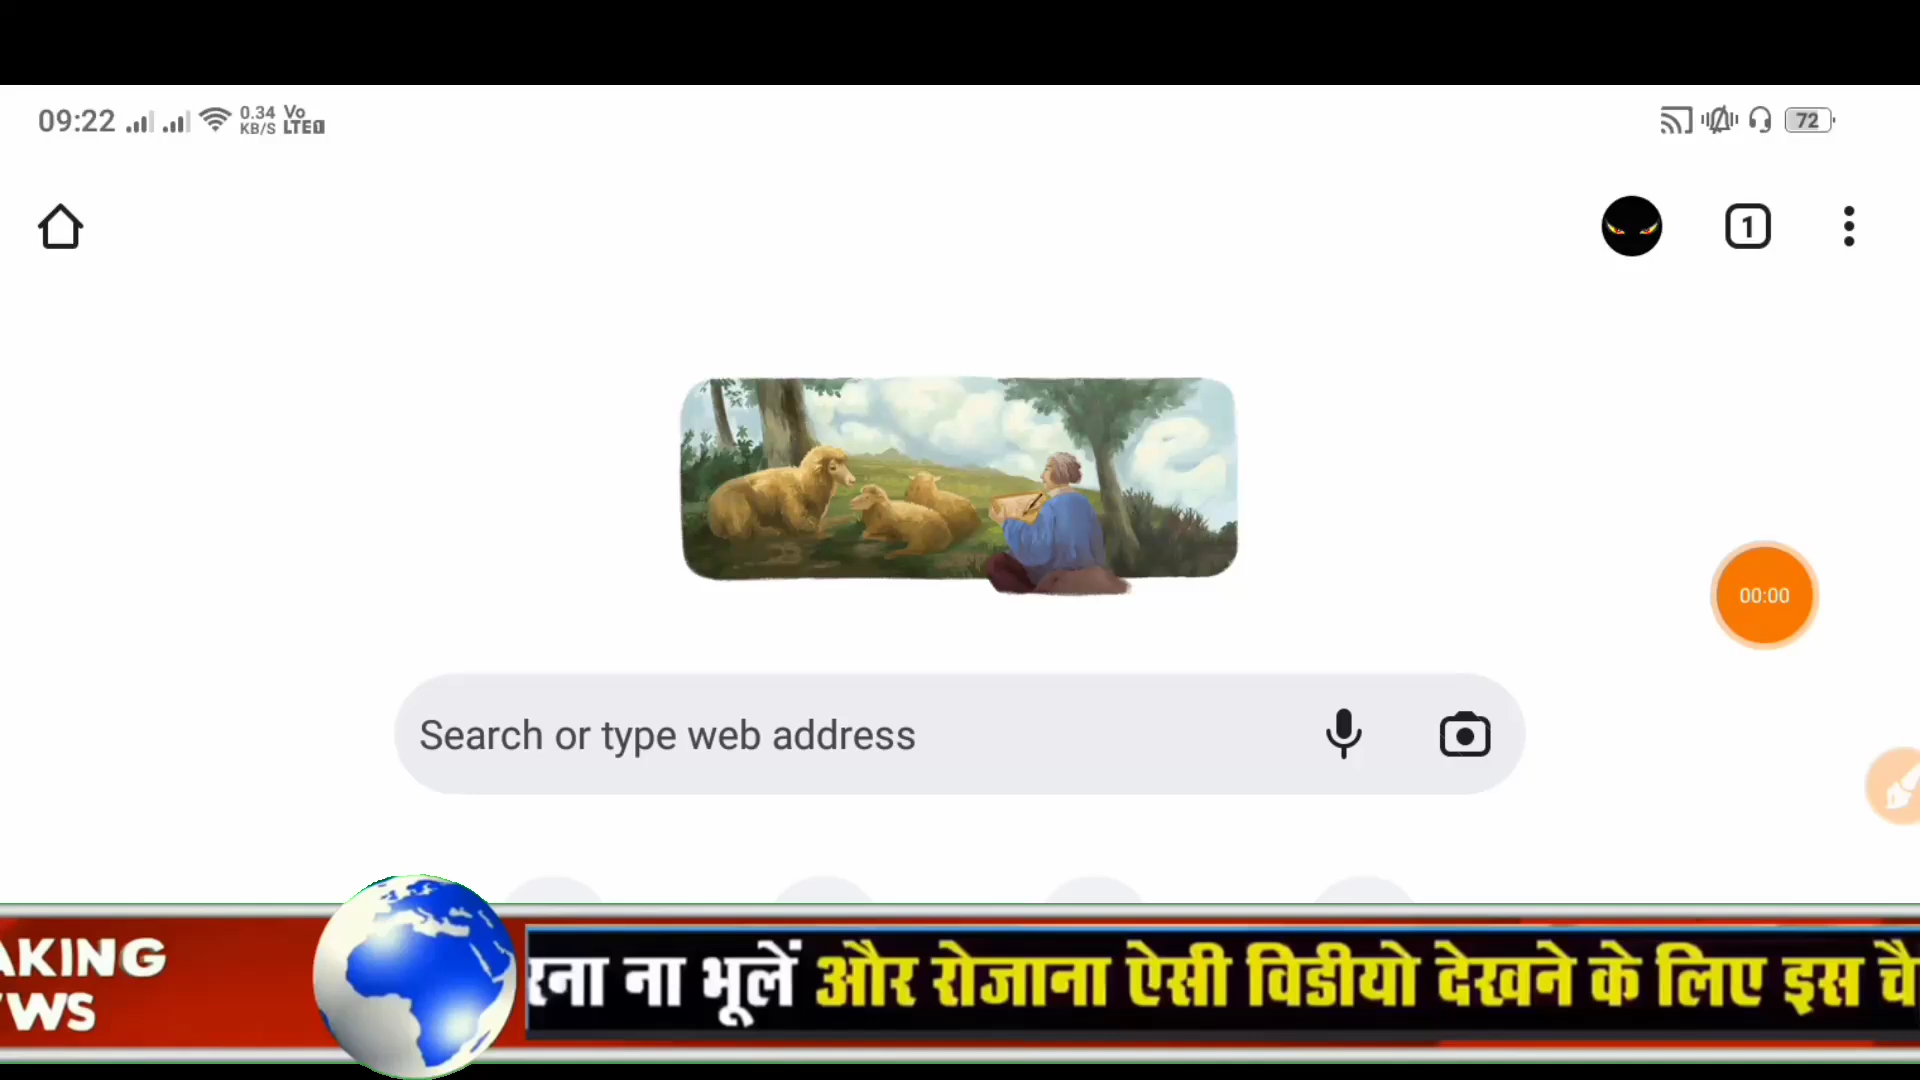 09:22 0.34 KB/S Vo LTE 72
1
00:00
Search or type web address
AKING
EWS
रना ना भूलें और रोजाना ऐसी विडीयो देखने के लिए इस चै